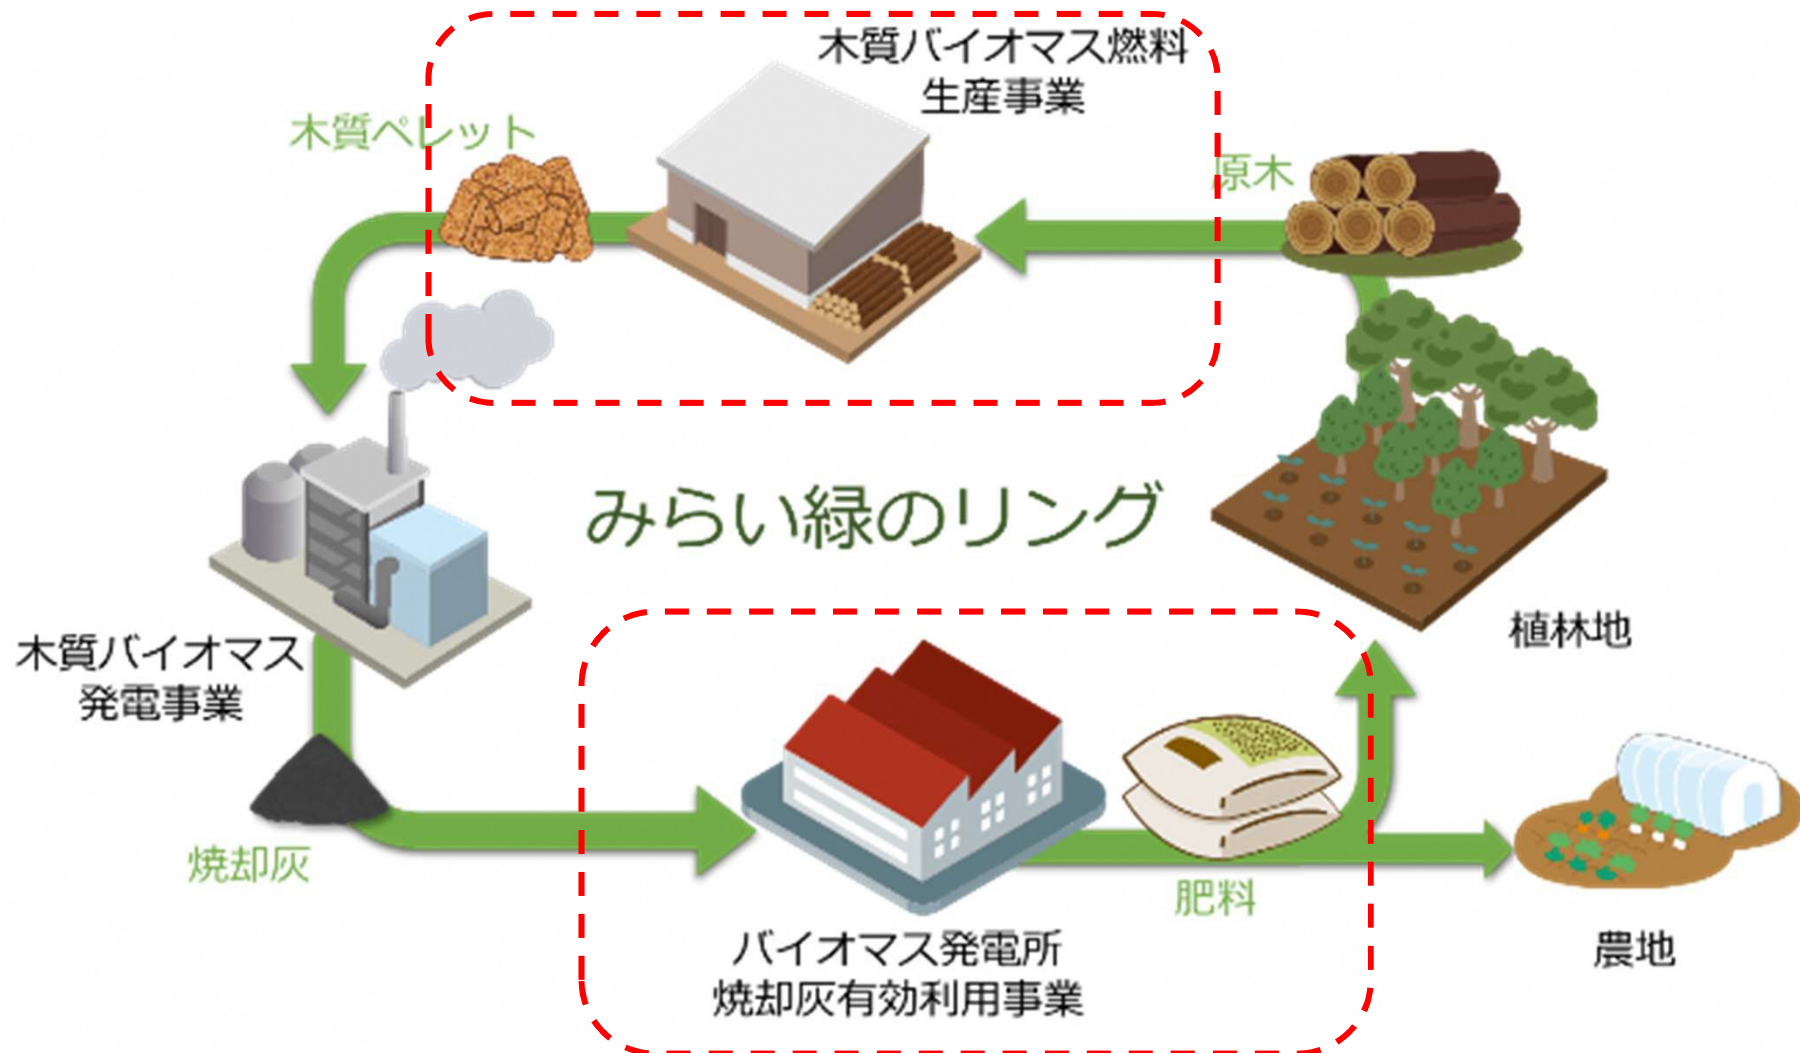 木質バイオマス燃料
生産事業
木質ペレット
原木
みらい緑のリング
植林地
木質バイオマス
発電事業
焼却灰
肥料
バイオマス発電所
焼却灰有効利用事業
農地